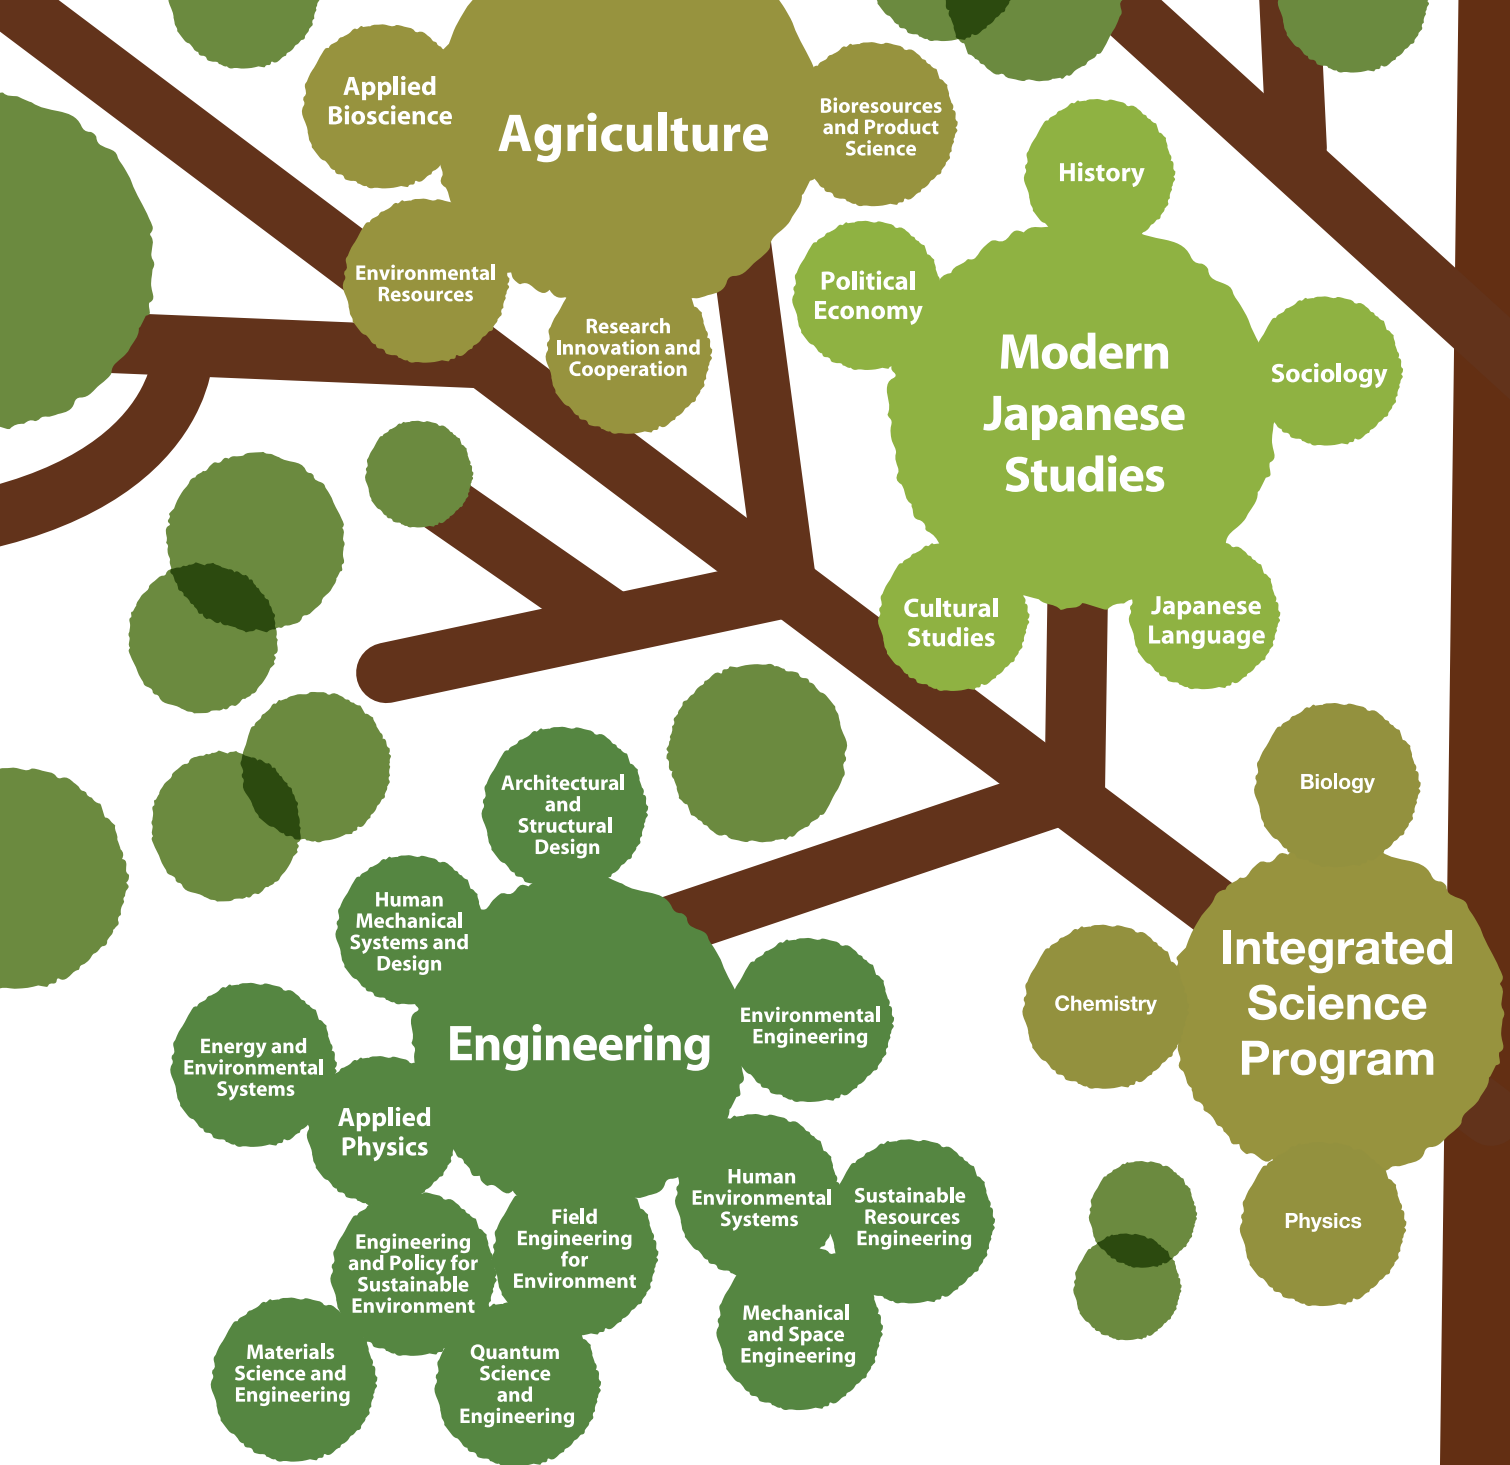 Applied
Bioscience
Agriculture
Bioresources
and Product
Science
Environmental
Resources
Research
Innovation and
Cooperation
History
Political
Economy
Modern
Japanese
Studies
Sociology
Cultural
Studies
Japanese
Language
Architectural
and
Structural
Design
Human
Mechanical
Systems and
Design
Engineering
Environmental
Engineering
Energy and
Environmental
Systems
Applied
Physics
Human
Environmental
Systems
Sustainable
Resources
Engineering
Field
Engineering
for
Environment
Engineering
and Policy for
Sustainable
Environment
Mechanical
and Space
Engineering
Materials
Science and
Engineering
Quantum
Science
and
Engineering
Biology
Integrated
Science
Program
Chemistry
Physics